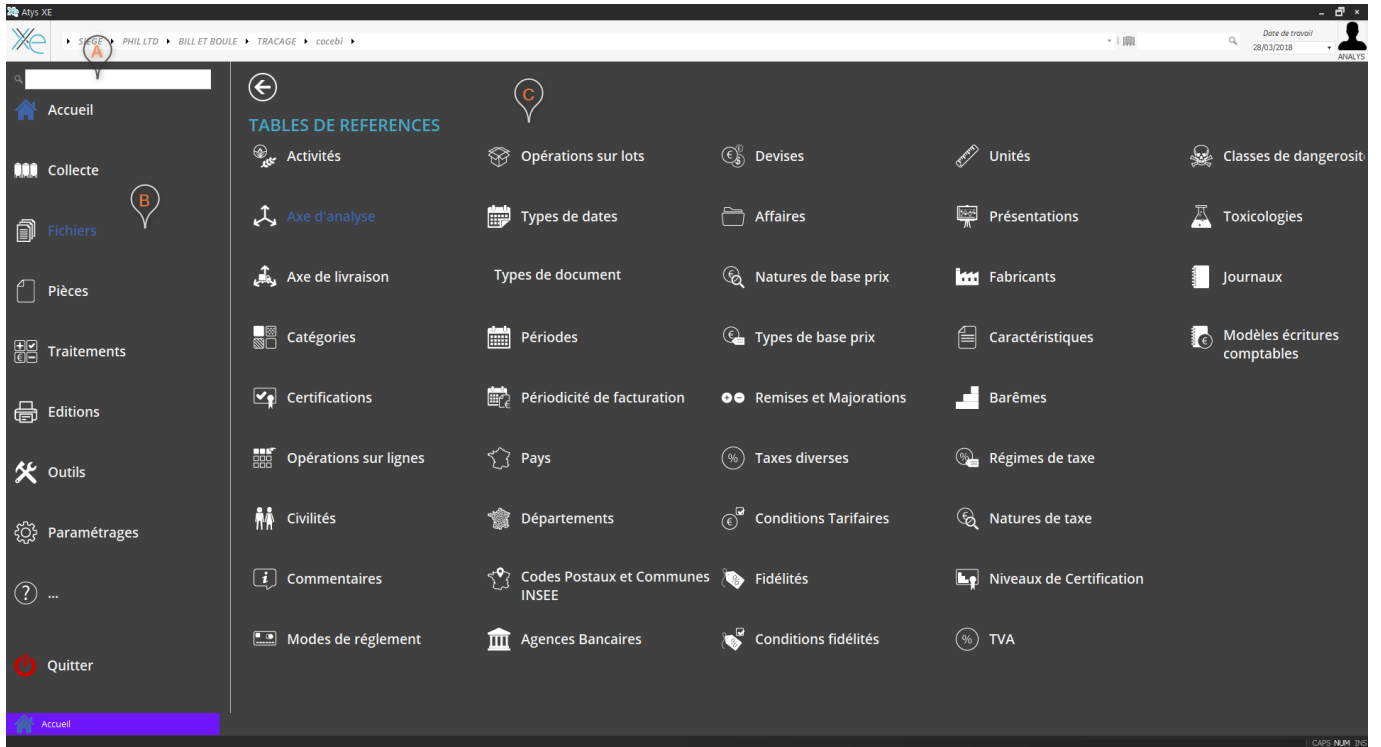 Atys XE
Xe
SIEGE PHIL LTD BILL ET BOULE TRACAGE cocebi
Date de travail
28/03/2018
ANALYS
A
B
C
Accueil
Collecte
Fichiers
Pièces
Traitements
Editions
Outils
Paramétrages
...
Quitter
Accueil
TABLES DE REFERENCES
Activités
Axe d'analyse
Axe de livraison
Catégories
Certifications
Opérations sur lignes
Civilités
Commentaires
Modes de réglement
Opérations sur lots
Types de dates
Types de document
Périodes
Périodicité de facturation
Pays
Départements
Codes Postaux et Communes
INSEE
Agences Bancaires
Devises
Affaires
Natures de base prix
Types de base prix
Remises et Majorations
Taxes diverses
Conditions Tarifaires
Fidélités
Conditions fidélités
Unités
Présentations
Fabricants
Caractéristiques
Barêmes
Régimes de taxe
Natures de taxe
Niveaux de Certification
TVA
Classes de dangerosit
Toxicologies
Journaux
Modèles écritures
comptables
CAPS NUM INS